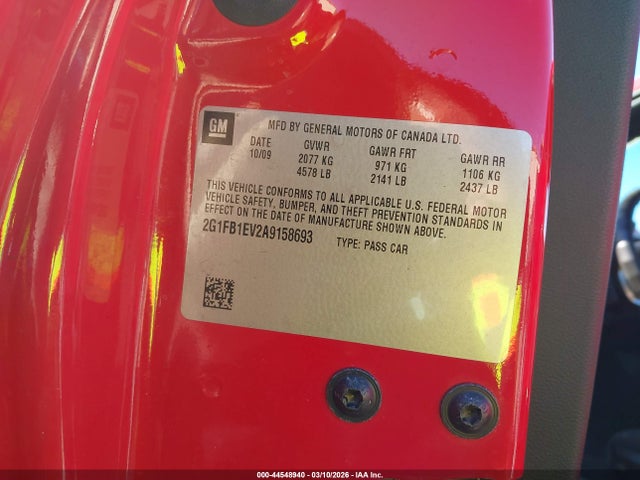 GM
MFD BY GENERAL MOTORS OF CANADA LTD.
DATE GVWR GAWR FRT GAWR RR
10/09 2077 KG 971 KG 1106 KG
4578 LB 2141 LB 2437 LB
THIS VEHICLE CONFORMS TO ALL APPLICABLE U.S. FEDERAL MOTOR
VEHICLE SAFETY, BUMPER, AND THEFT PREVENTION STANDARDS IN
EFFECT ON THE DATE OF MANUFACTURE SHOWN ABOVE.
2G1FB1EV2A9158693 TYPE: PASS CAR
000-44548940 - 03/10/2026 - IAA Inc.